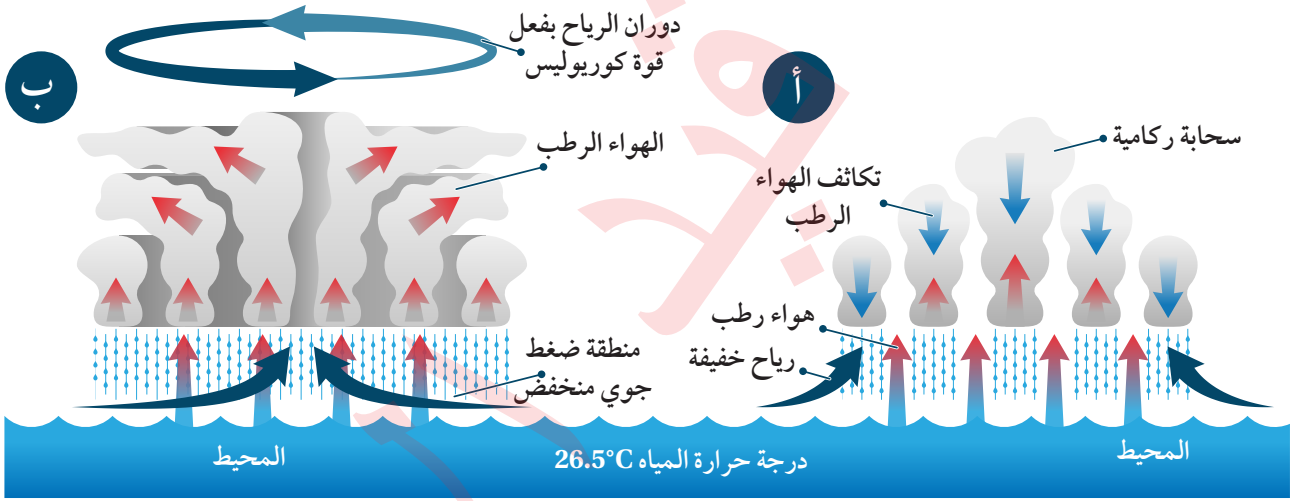 أ
سحابة ركامية
تكاثف الهواء
الرطب
هواء رطب
رياح خفيفة
المحيط
درجة حرارة المياه 26.5°C
ب
دوران الرياح بفعل
قوة كوريوليس
الهواء الرطب
منطقة ضغط
جوي منخفض
المحيط